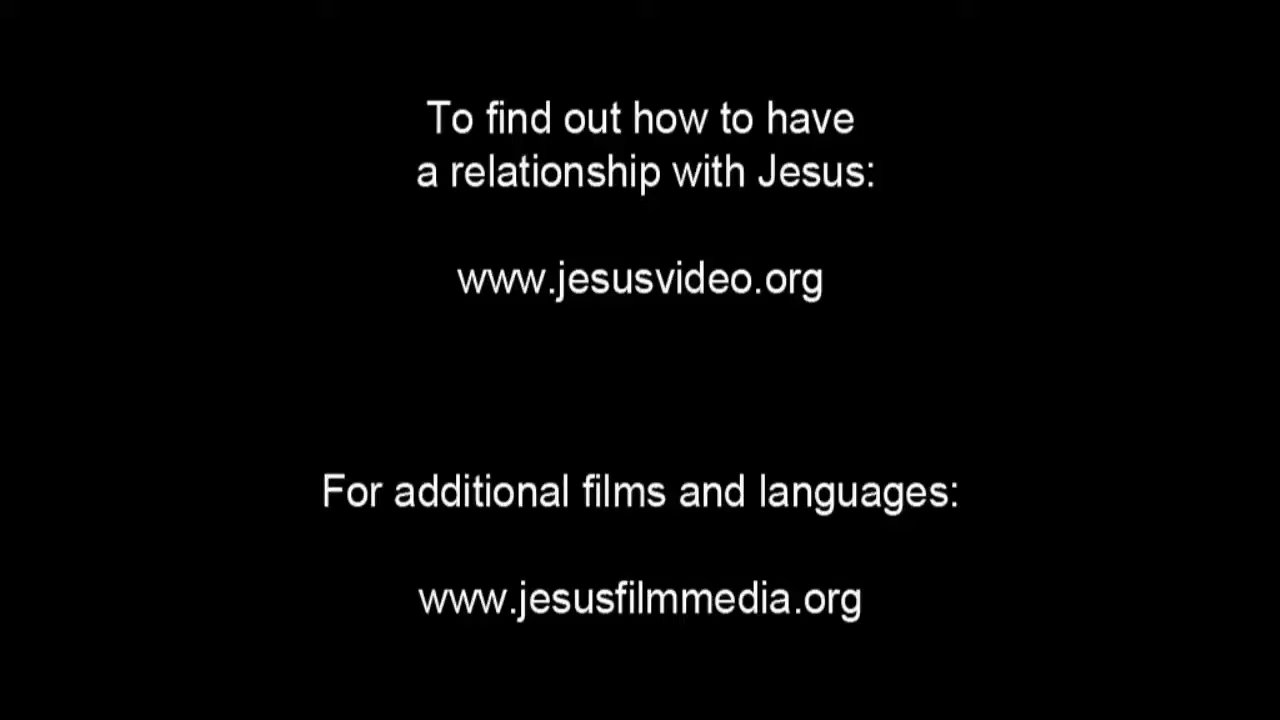 To find out how to have
a relationship with Jesus:
www.jesusvideo.org
For additional films and languages:
www.jesusfilmmedia.org